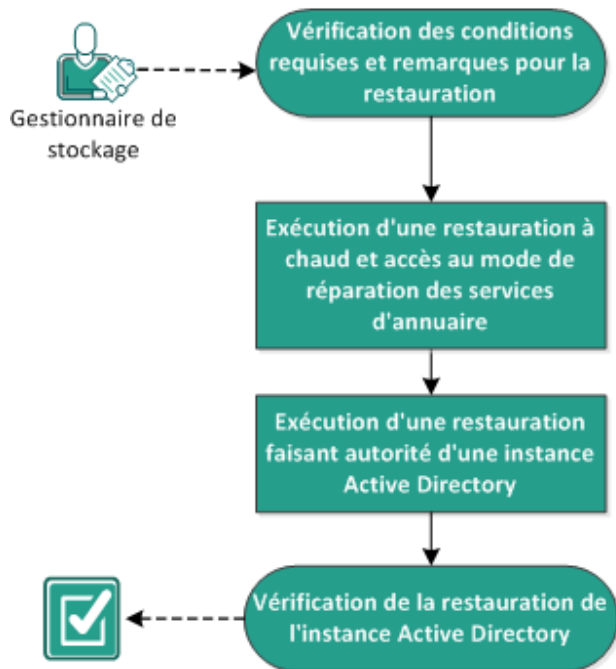 Vérification des conditions
requises et remarques pour la
restauration
Gestionnaire de
stockage
Exécution d'une restauration à
chaud et accès au mode de
réparation des services
d'annuaire
Exécution d'une restauration
faisant autorité d'une instance
Active Directory
Vérification de la restauration de
l'instance Active Directory